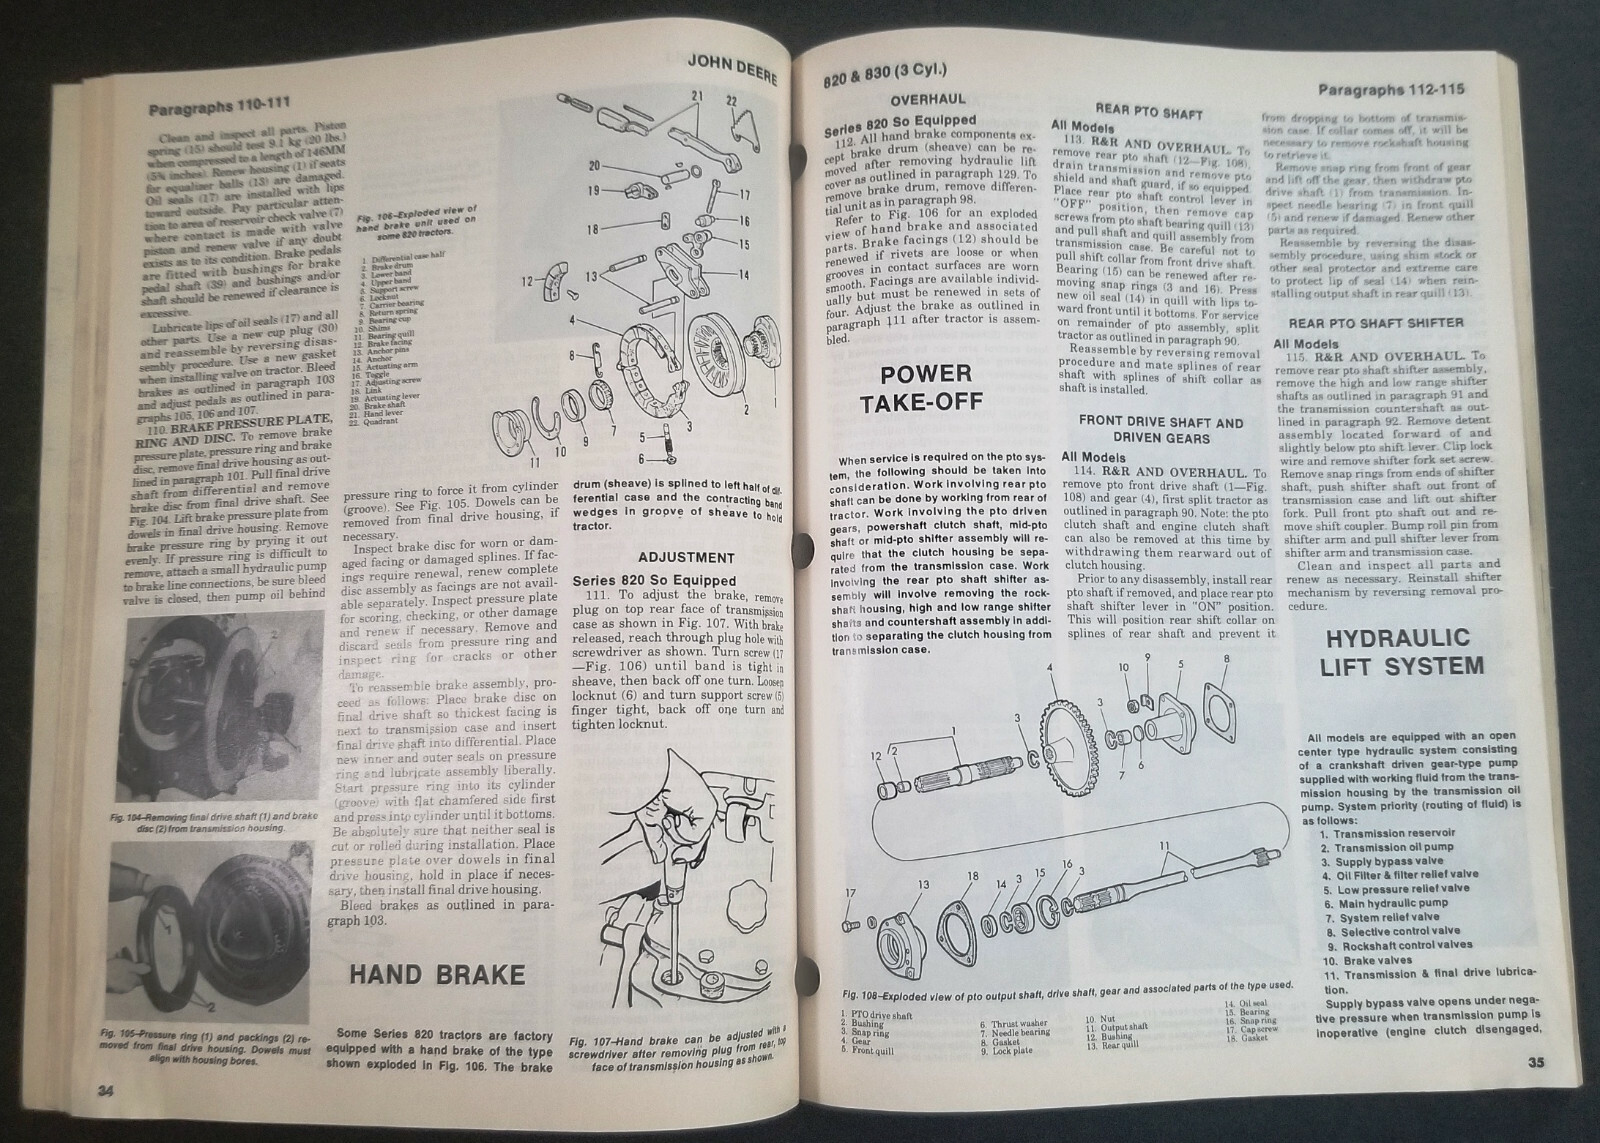 JOHN DEERE
Paragraphs 110-111
Clean and inspect all parts. Piston
spring (15) should test 9.1 kg (20 lbs.)
when compressed to a length of 146MM
(5¾ inches). Renew housing (1) if seats
for equalizer balls (13) are damaged.
Oil seals (17) are installed with lips
toward outside. Pay particular atten-
tion to area of reservoir check valve (7)
where contact is made with valve
piston and renew valve if any doubt
exists as to its condition. Brake pedals
are fitted with bushings for brake
pedal shaft (39) and bushings and/or
shaft should be renewed if clearance is
excessive.
Lubricate lips of oil seals (17) and all
other parts. Use a new cup plug (30)
and reassemble by reversing disas-
sembly procedure. Use a new gasket
when installing valve on tractor. Bleed
brakes as outlined in paragraph 103
and adjust pedals as outlined in para-
graphs 105, 106 and 107.
110. BRAKE PRESSURE PLATE,
RING AND DISC. To remove brake
pressure plate, pressure ring and brake
disc, remove final drive housing as out-
lined in paragraph 101. Pull final drive
shaft from differential and remove
brake disc from final drive shaft. See
Fig. 104. Lift brake pressure plate from
dowels in final drive housing. Remove
brake pressure ring by prying it out
evenly. If pressure ring is difficult to
remove, attach a small hydraulic pump
to brake line connections, be sure bleed
valve is closed, then pump oil behind
2
1
Fig. 104—Removing final drive shaft (1) and brake
disc (2) from transmission housing.
1
2
Fig. 105—Pressure ring (1) and packings (2) re-
moved from final drive housing. Dowels must
align with housing bores.
34
Fig. 106—Exploded view of
hand brake unit used on
some 820 tractors.
1. Differential case half
2. Brake drum
3. Lower band
4. Upper band
5. Support screw
6. Locknut
7. Carrier bearing
8. Return spring
9. Bearing cup
10. Shims
11. Bearing quill
12. Brake facing
13. Anchor pins
14. Anchor
15. Actuating arm
16. Toggle
17. Adjusting screw
18. Link
19. Actuating lever
20. Brake shaft
21. Hand lever
22. Quadrant
21
22
20
19
17
18
16
15
13
14
12
4
8
2
1
3
7
5
9
10
6
11
pressure ring to force it from cylinder
(groove). See Fig. 105. Dowels can be
removed from final drive housing, if
necessary.
Inspect brake disc for worn or dam-
aged facing or damaged splines. If fac-
ings require renewal, renew complete
disc assembly as facings are not avail-
able separately. Inspect pressure plate
for scoring, checking, or other damage
and renew if necessary. Remove and
discard seals from pressure ring and
inspect ring for cracks or other
damage.
To reassemble brake assembly, pro-
ceed as follows: Place brake disc on
final drive shaft so thickest facing is
next to transmission case and insert
final drive shaft into differential. Place
new inner and outer seals on pressure
ring and lubricate assembly liberally.
Start pressure ring into its cylinder
(groove) with flat chamfered side first
and press into cylinder until it bottoms.
Be absolutely sure that neither seal is
cut or rolled during installation. Place
pressure plate over dowels in final
drive housing, hold in place if neces-
sary, then install final drive housing.
Bleed brakes as outlined in para-
graph 103.
HAND BRAKE
Some Series 820 tractors are factory
equipped with a hand brake of the type
shown exploded in Fig. 106. The brake
drum (sheave) is splined to left half of dif-
ferential case and the contracting band
wedges in groove of sheave to hold
tractor.
ADJUSTMENT
Series 820 So Equipped
111. To adjust the brake, remove
plug on top rear face of transmission
case as shown in Fig. 107. With brake
released, reach through plug hole with
screwdriver as shown. Turn screw (17
—Fig. 106) until band is tight in
sheave, then back off one turn. Loosen
locknut (6) and turn support screw (5)
finger tight, back off one turn and
tighten locknut.
Fig. 107—Hand brake can be adjusted with a
screwdriver after removing plug from rear, top
face of transmission housing as shown.
820 & 830 (3 Cyl.)
Paragraphs 112-115
OVERHAUL
Series 820 So Equipped
112. All hand brake components ex-
cept brake drum (sheave) can be re-
moved after removing hydraulic lift
cover as outlined in paragraph 129. To
remove brake drum, remove differen-
tial unit as in paragraph 98.
Refer to Fig. 106 for an exploded
view of hand brake and associated
parts. Brake facings (12) should be
renewed if rivets are loose or when
grooves in contact surfaces are worn
smooth. Facings are available individ-
ually but must be renewed in sets of
four. Adjust the brake as outlined in
paragraph 111 after tractor is assem-
bled.
POWER
TAKE-OFF
When service is required on the pto sys-
tem, the following should be taken into
consideration. Work involving rear pto
shaft can be done by working from rear of
tractor. Work involving the pto driven
gears, powershaft clutch shaft, mid-pto
shaft or mid-pto shifter assembly will re-
quire that the clutch housing be sepa-
rated from the transmission case. Work
involving the rear pto shaft shifter as-
sembly will involve removing the rock-
shaft housing, high and low range shifter
shafts and countershaft assembly in addi-
tion to separating the clutch housing from
transmission case.
REAR PTO SHAFT
All Models
113. R&R AND OVERHAUL. To
remove rear pto shaft (12—Fig. 108),
drain transmission and remove pto
shield and shaft guard, if so equipped.
Place rear pto shaft control lever in
"OFF" position, then remove cap
screws from pto shaft bearing quill (13)
and pull shaft and quill assembly from
transmission case. Be careful not to
pull shift collar from front drive shaft.
Bearing (15) can be renewed after re-
moving snap rings (3 and 16). Press
new oil seal (14) in quill with lips to-
ward front until it bottoms. For service
on remainder of pto assembly, split
tractor as outlined in paragraph 90.
Reassemble by reversing removal
procedure and mate splines of rear
shaft with splines of shift collar as
shaft is installed.
FRONT DRIVE SHAFT AND
DRIVEN GEARS
All Models
114. R&R AND OVERHAUL. To
remove pto front drive shaft (1—Fig.
108) and gear (4), first split tractor as
outlined in paragraph 90. Note: the pto
clutch shaft and engine clutch shaft
can also be removed at this time by
withdrawing them rearward out of
clutch housing.
Prior to any disassembly, install rear
pto shaft if removed, and place rear pto
shaft shifter lever in "ON" position.
This will position rear shift collar on
splines of rear shaft and prevent it
from dropping to bottom of transmis-
sion case. If collar comes off, it will be
necessary to remove rockshaft housing
to retrieve it.
Remove snap ring from front of gear
and lift off the gear, then withdraw pto
drive shaft (1) from transmission. In-
spect needle bearing (7) in front quill
(5) and renew if damaged. Renew other
parts as required.
Reassemble by reversing the disas-
sembly procedure, using shim stock or
other seal protector and extreme care
to protect lip of seal (14) when rein-
stalling output shaft in rear quill (13).
REAR PTO SHAFT SHIFTER
All Models
115. R&R AND OVERHAUL. To
remove rear pto shaft shifter assembly,
remove the high and low range shifter
shafts as outlined in paragraph 91 and
the transmission countershaft as out-
lined in paragraph 92. Remove detent
assembly located forward of and
slightly below pto shift lever. Clip lock
wire and remove shifter fork set screw.
Remove snap rings from ends of shifter
shaft, push shifter shaft out front of
transmission case and lift out shifter
fork. Pull front pto shaft out and re-
move shift coupler. Bump roll pin from
shifter arm and pull shifter lever from
shifter arm and transmission case.
Clean and inspect all parts and
renew as necessary. Reinstall shifter
mechanism by reversing removal pro-
cedure.
HYDRAULIC
LIFT SYSTEM
All models are equipped with an open
center type hydraulic system consisting
of a crankshaft driven gear-type pump
supplied with working fluid from the trans-
mission housing by the transmission oil
pump. System priority (routing of fluid) is
as follows:
1. Transmission reservoir
2. Transmission oil pump
3. Supply bypass valve
4. Oil Filter & filter relief valve
5. Low pressure relief valve
6. Main hydraulic pump
7. System relief valve
8. Selective control valve
9. Rockshaft control valves
10. Brake valves
11. Transmission & final drive lubrica-
tion.
Supply bypass valve opens under nega-
tive pressure when transmission pump is
inoperative (engine clutch disengaged,
4
10
9
5
8
3
3
1
2
12
7
6
11
17
13
18
14
3
15
16
3
Fig. 108—Exploded view of pto output shaft, drive shaft, gear and associated parts of the type used.
1. PTO drive shaft
2. Bushing
3. Snap ring
4. Gear
5. Front quill
6. Thrust washer
7. Needle bearing
8. Gasket
9. Lock plate
10. Nut
11. Output shaft
12. Bushing
13. Rear quill
14. Oil seal
15. Bearing
16. Snap ring
17. Cap screw
18. Gasket
35